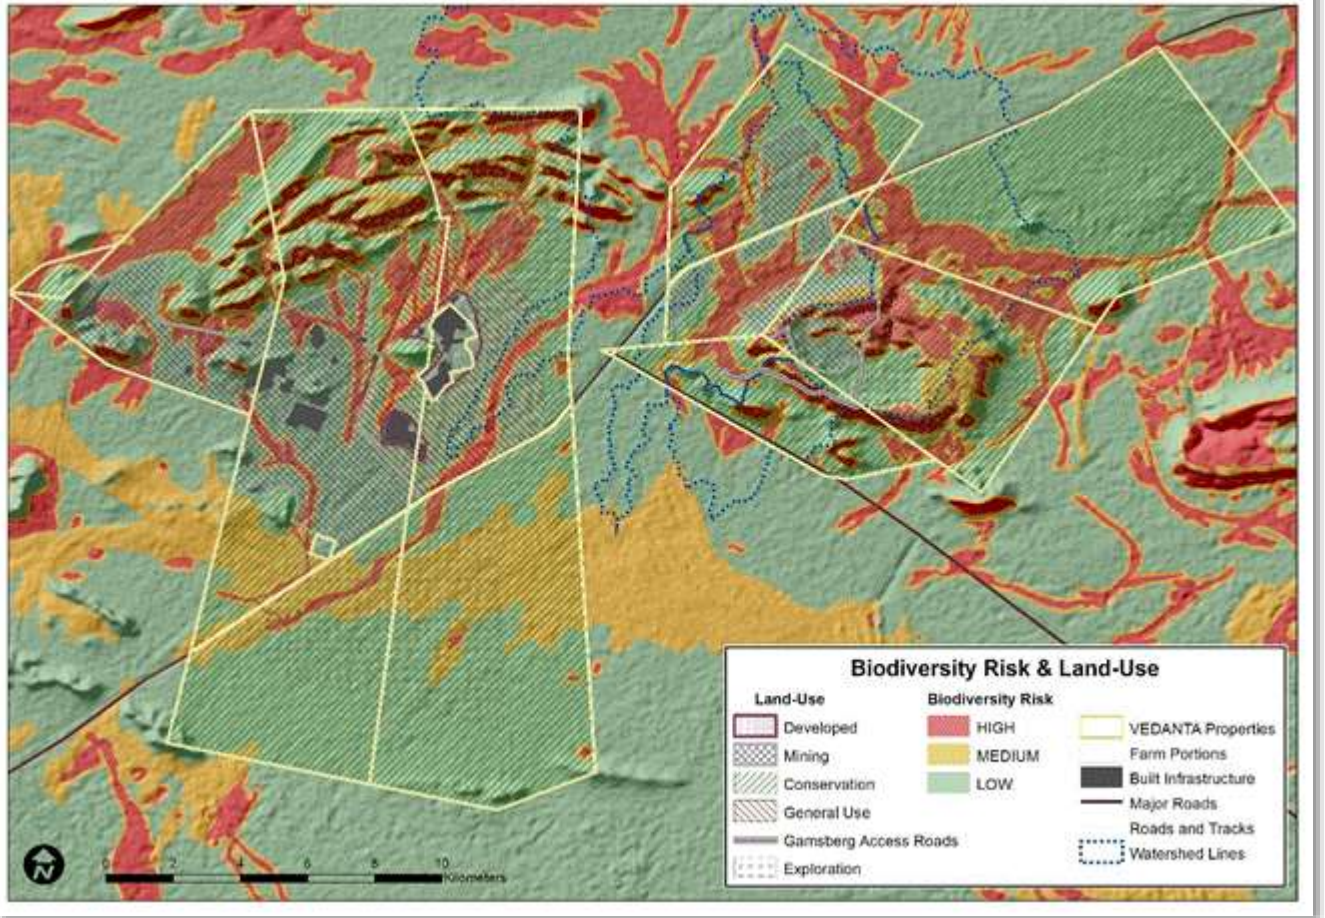 Biodiversity Risk & Land-Use
Land-Use
Developed
Mining
Conservation
General Use
Gamsberg Access Roads
Exploration
Biodiversity Risk
HIGH
MEDIUM
LOW
VEDANTA Properties
Farm Portions
Built Infrastructure
Major Roads
Roads and Tracks
Watershed Lines
N
0 2 4 6 8 10
Kilometers